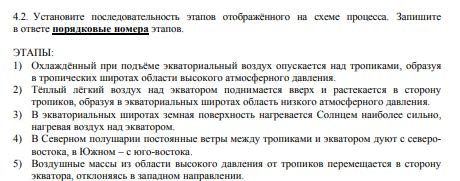 4.2. Установите последовательность этапов отображённого на схеме процесса. Запишите
в ответе порядковые номера этапов.
ЭТАПЫ:
1) Охлаждённый при подъёме экваториальный воздух опускается над тропиками, образуя
в тропических широтах области высокого атмосферного давления.
2) Тёплый лёгкий воздух над экватором поднимается вверх и растекается в сторону
тропиков, образуя в экваториальных широтах область низкого атмосферного давления.
3) В экваториальных широтах земная поверхность нагревается Солнцем наиболее сильно,
нагревая воздух над экватором.
4) В Северном полушарии постоянные ветры между тропиками и экватором дуют с северо-
востока, в Южном – с юго-востока.
5) Воздушные массы из области высокого давления от тропиков перемещается в сторону
экватора, отклоняясь в западном направлении.